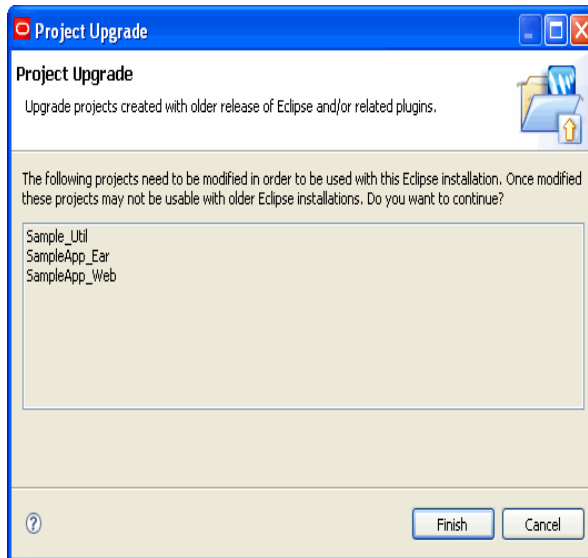 Project Upgrade
Project Upgrade
Upgrade projects created with older release of Eclipse and/or related plugins.
The following projects need to be modified in order to be used with this Eclipse installation. Once modified
these projects may not be usable with older Eclipse installations. Do you want to continue?
Sample_Util
SampleApp_Ear
SampleApp_Web
Finish
Cancel